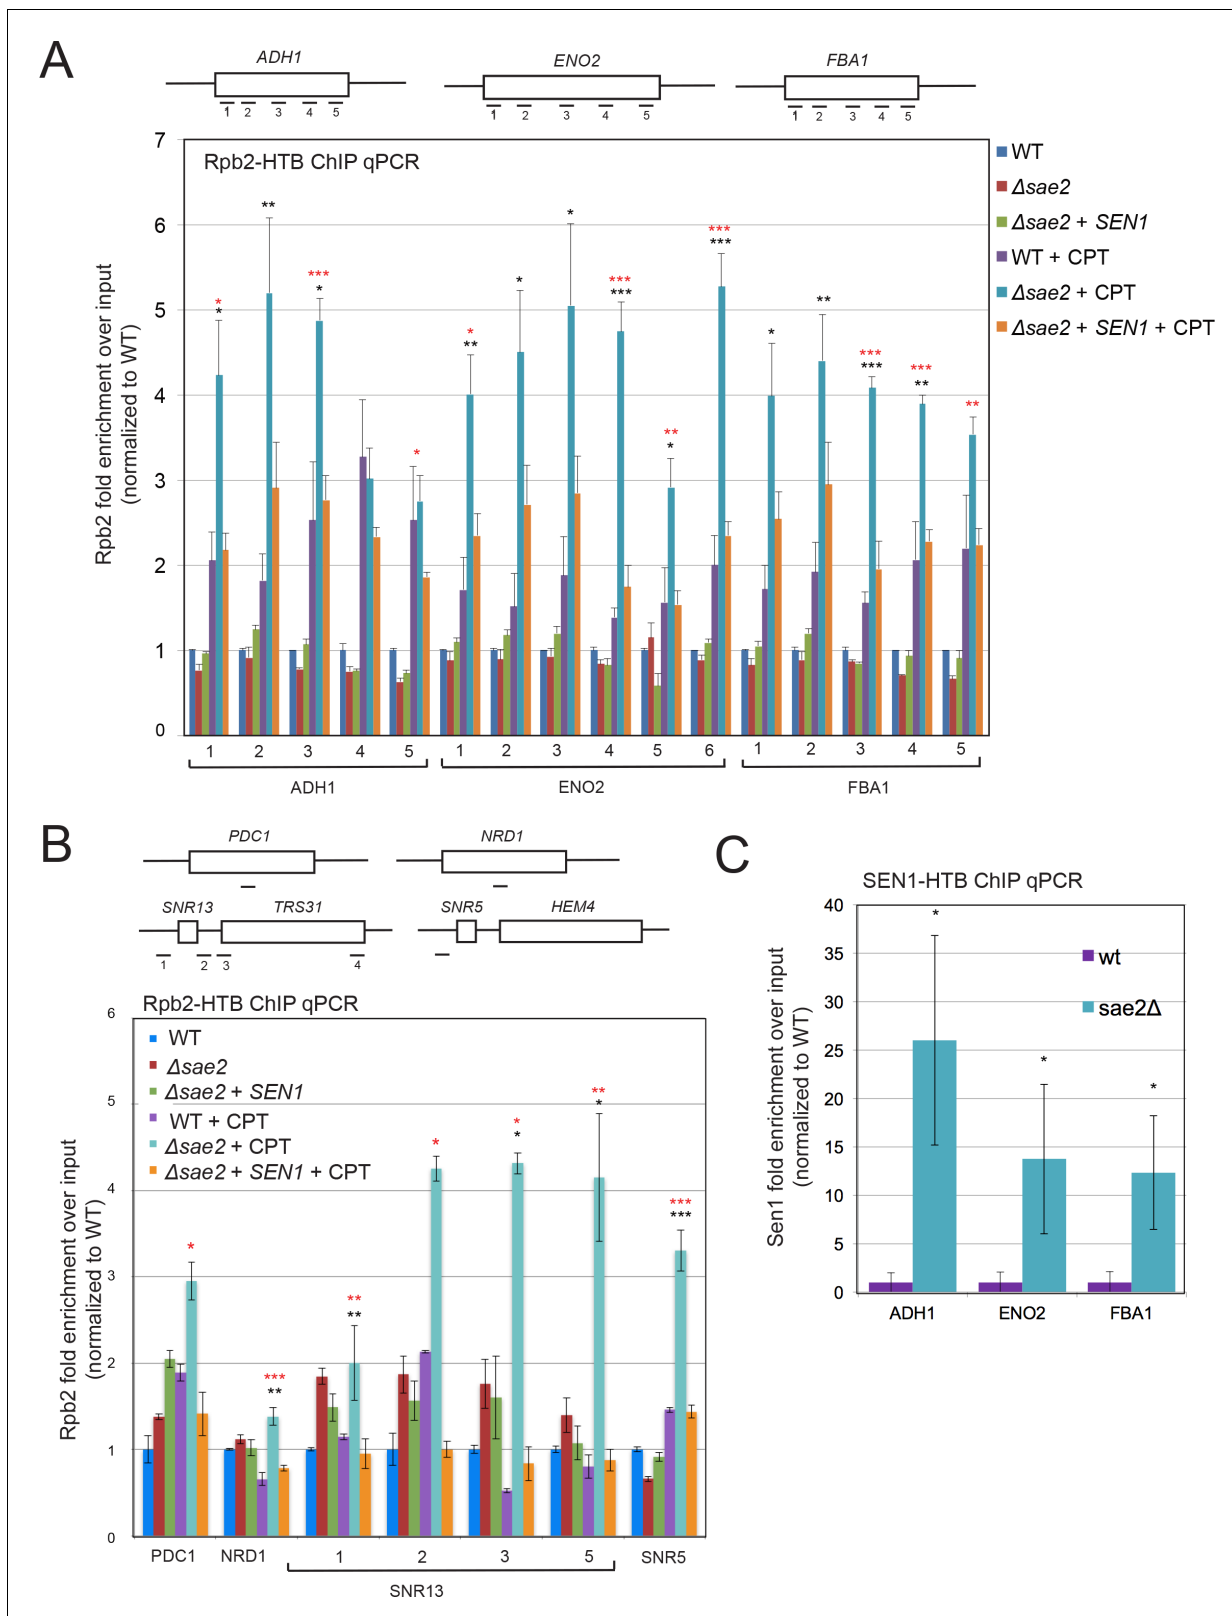 A
ADH1
ENO2
FBA1
1 2 3 4 5
1 2 3 4 5
1 2 3 4 5
Rpb2-HTB ChIP qPCR
7
6
5
4
3
2
1
0
Rpb2 fold enrichment over input
(normalized to WT)
WT
Δsae2
Δsae2 + SEN1
WT + CPT
Δsae2 + CPT
Δsae2 + SEN1 + CPT
* * ** *** * * * ** * * *** *** ** * *** *** * ** *** *** *** ** **
1 2 3 4 5 1 2 3 4 5 6 1 2 3 4 5
ADH1 ENO2 FBA1
B
PDC1
NRD1
SNR13 TRS31
SNR5 HEM4
1 2 3 4
Rpb2-HTB ChIP qPCR
6
5
4
3
2
1
0
Rpb2 fold enrichment over input
(normalized to WT)
WT
Δsae2
Δsae2 + SEN1
WT + CPT
Δsae2 + CPT
Δsae2 + SEN1 + CPT
* *** ** ** ** * * * ** * *** ***
PDC1 NRD1 1 2 3 5 SNR5
SNR13
C
SEN1-HTB ChIP qPCR
40
35
30
25
20
15
10
5
0
Sen1 fold enrichment over input
(normalized to WT)
wt
sae2Δ
* * *
ADH1 ENO2 FBA1